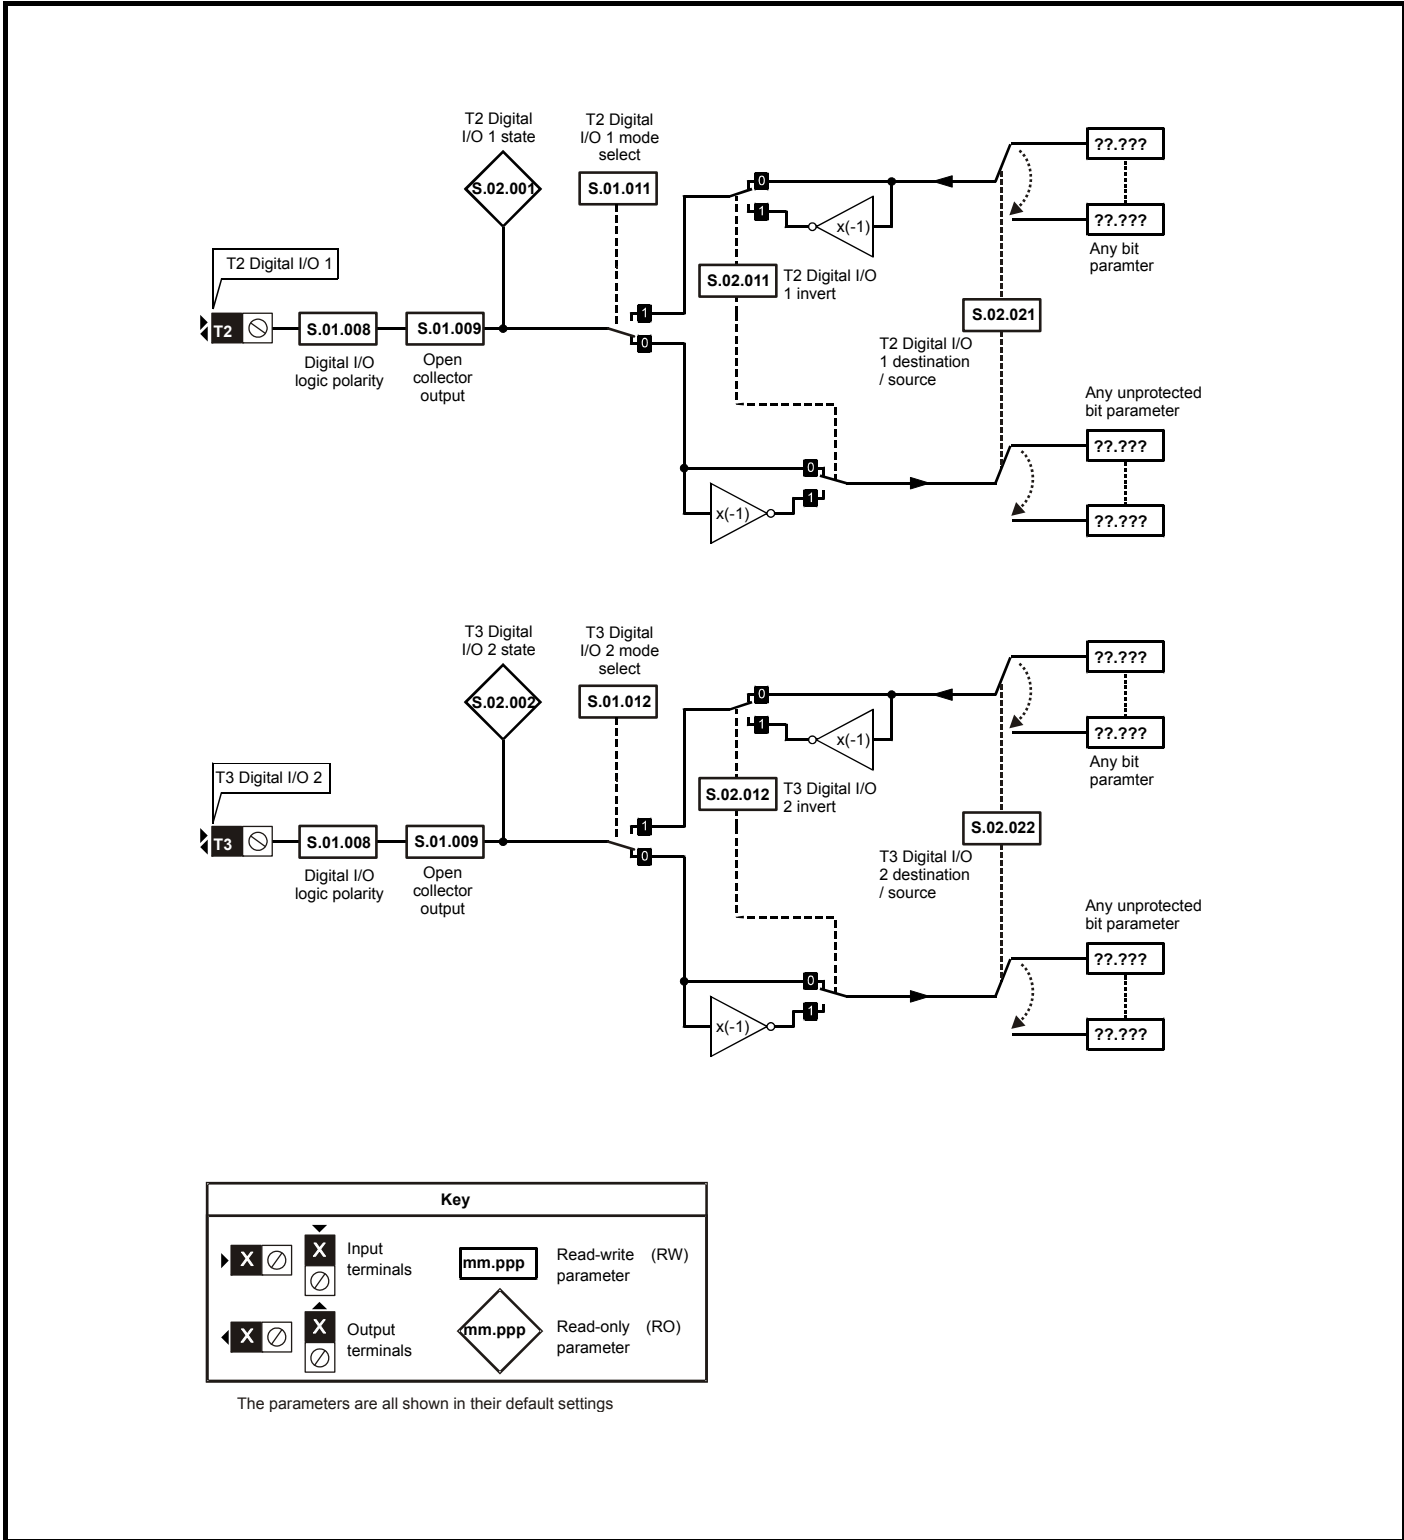 T2 Digital
I/O 1 state
T2 Digital
I/O 1 mode
select
S.02.001
S.01.011
0
1
x(-1)
??.???
??.???
Any bit
paramter
T2 Digital I/O 1
S.02.011
T2 Digital I/O
1 invert
T2
S.01.008
S.01.009
1
0
S.02.021
Digital I/O
logic polarity
Open
collector
output
T2 Digital I/O
1 destination
/ source
Any unprotected
bit parameter
0
1
x(-1)
??.???
??.???
T3 Digital
I/O 2 state
T3 Digital
I/O 2 mode
select
S.02.002
S.01.012
0
1
x(-1)
??.???
??.???
Any bit
paramter
T3 Digital I/O 2
S.02.012
T3 Digital I/O
2 invert
T3
S.01.008
S.01.009
1
0
S.02.022
Digital I/O
logic polarity
Open
collector
output
T3 Digital I/O
2 destination
/ source
Any unprotected
bit parameter
0
1
x(-1)
??.???
??.???
Key
X
X
Input
terminals
mm.ppp
Read-write (RW)
parameter
X
X
Output
terminals
mm.ppp
Read-only (RO)
parameter
The parameters are all shown in their default settings